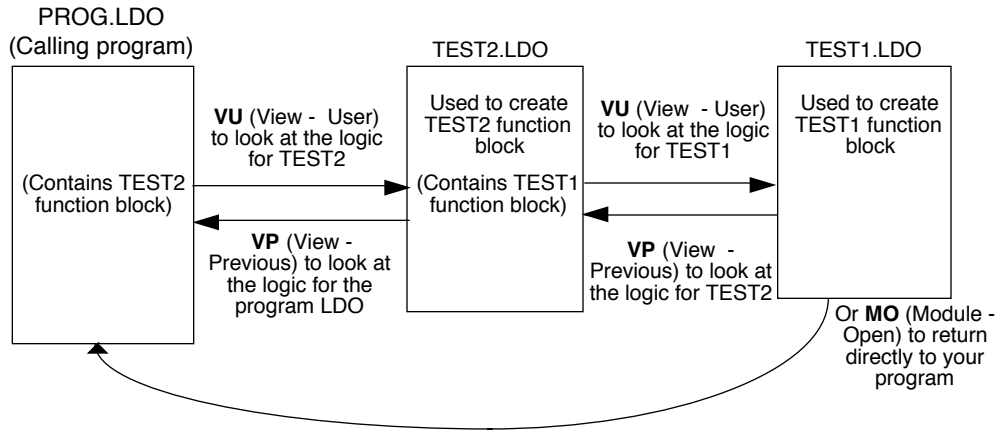 PROG.LDO
(Calling program)
(Contains TEST2
function block)
VU (View - User)
to look at the logic
for TEST2
VP (View -
Previous) to look at
the logic for the
program LDO
TEST2.LDO
Used to create
TEST2 function
block
(Contains TEST1
function block)
VU (View - User)
to look at the logic
for TEST1
VP (View -
Previous) to look at
the logic for TEST2
TEST1.LDO
Used to create
TEST1 function
block
Or MO (Module -
Open) to return
directly to your
program